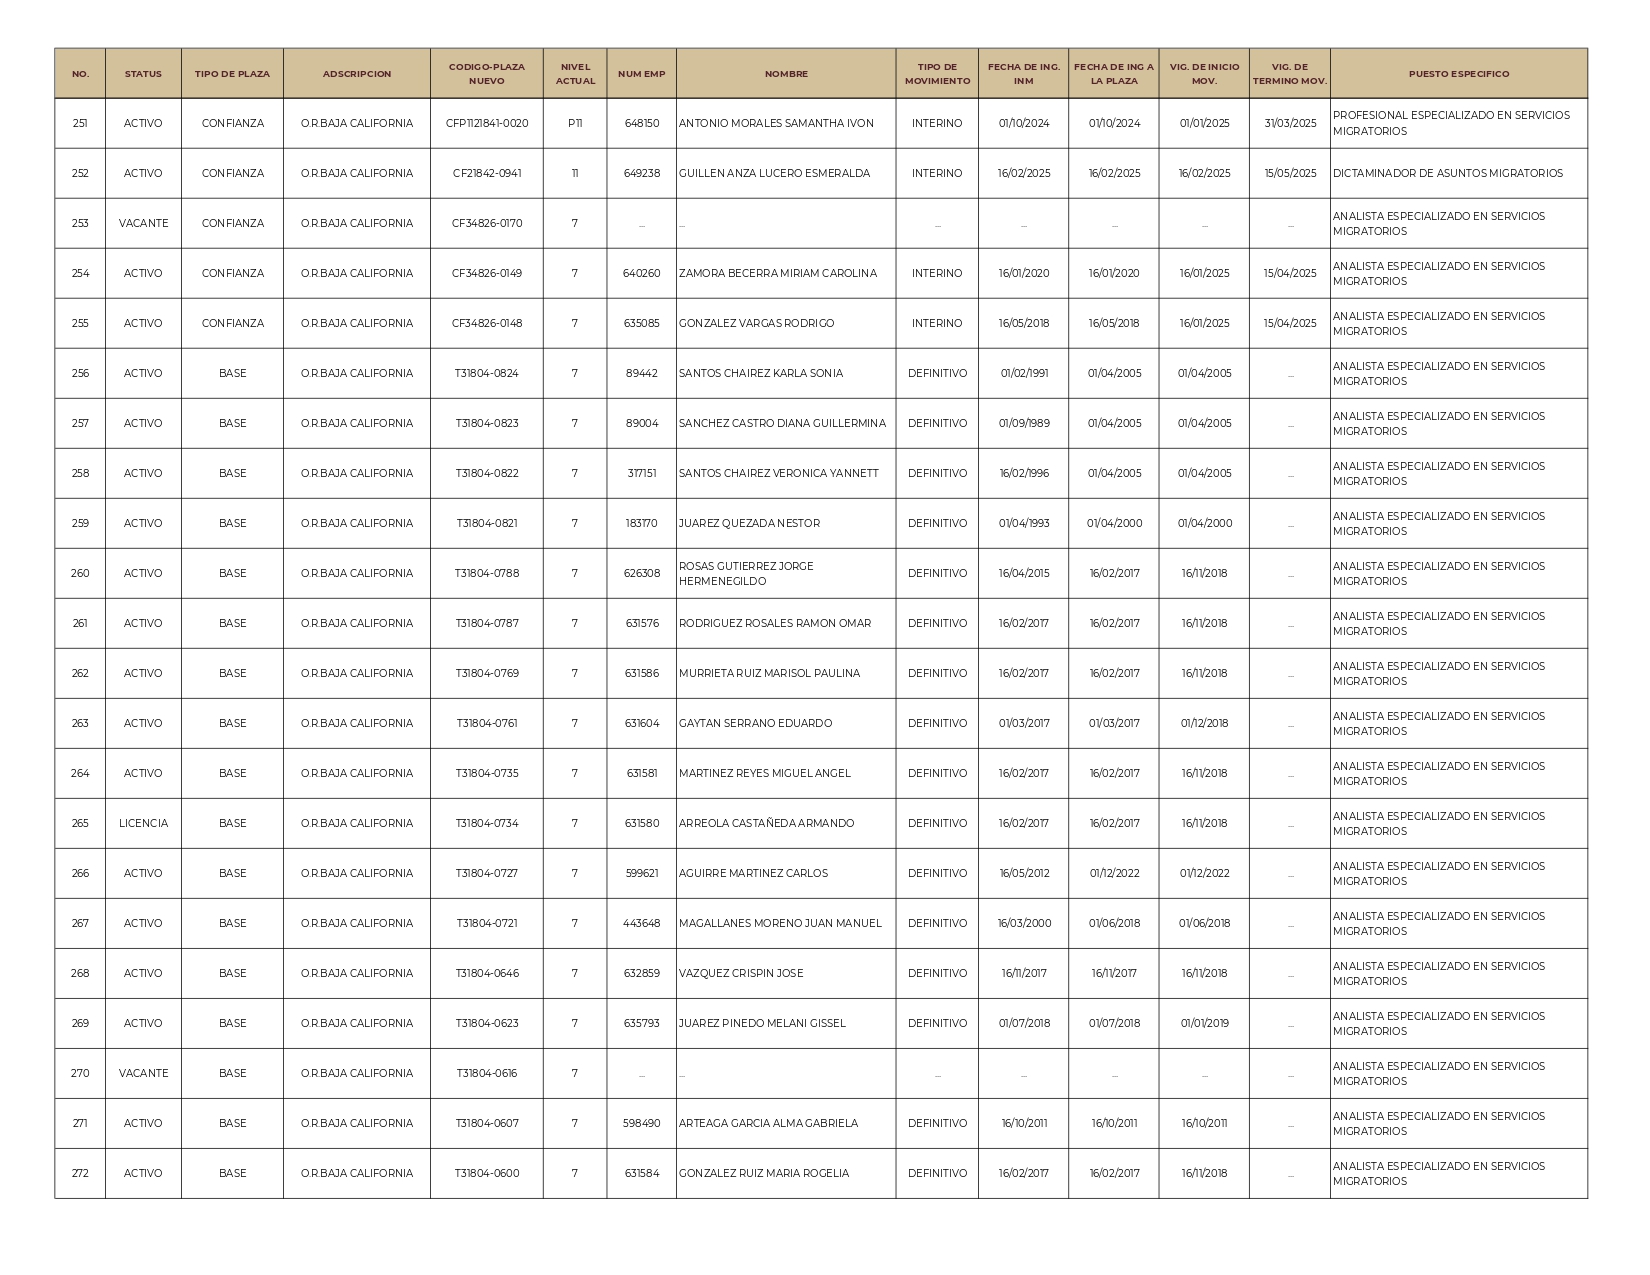 NO. STATUS TIPO DE PLAZA ADSCRIPCION CODIGO-PLAZA NUEVO NIVEL ACTUAL NUM EMP NOMBRE TIPO DE MOVIMIENTO FECHA DE ING. INM FECHA DE ING A LA PLAZA VIG. DE INICIO MOV. VIG. DE TERMINO MOV. PUESTO ESPECIFICO
251 ACTIVO CONFIANZA O.R.BAJA CALIFORNIA CFP1121841-0020 P11 648150 ANTONIO MORALES SAMANTHA IVON INTERINO 01/10/2024 01/10/2024 01/01/2025 31/03/2025 PROFESIONAL ESPECIALIZADO EN SERVICIOS MIGRATORIOS
252 ACTIVO CONFIANZA O.R.BAJA CALIFORNIA CF21842-0941 11 649238 GUILLEN ANZA LUCERO ESMERALDA INTERINO 16/02/2025 16/02/2025 16/02/2025 15/05/2025 DICTAMINADOR DE ASUNTOS MIGRATORIOS
253 VACANTE CONFIANZA O.R.BAJA CALIFORNIA CF34826-0170 7 ... ... ... ... ... ... ... ANALISTA ESPECIALIZADO EN SERVICIOS MIGRATORIOS
254 ACTIVO CONFIANZA O.R.BAJA CALIFORNIA CF34826-0149 7 640260 ZAMORA BECERRA MIRIAM CAROLINA INTERINO 16/01/2020 16/01/2020 16/01/2025 15/04/2025 ANALISTA ESPECIALIZADO EN SERVICIOS MIGRATORIOS
255 ACTIVO CONFIANZA O.R.BAJA CALIFORNIA CF34826-0148 7 635085 GONZALEZ VARGAS RODRIGO INTERINO 16/05/2018 16/05/2018 16/01/2025 15/04/2025 ANALISTA ESPECIALIZADO EN SERVICIOS MIGRATORIOS
256 ACTIVO BASE O.R.BAJA CALIFORNIA T31804-0824 7 89442 SANTOS CHAIREZ KARLA SONIA DEFINITIVO 01/02/1991 01/04/2005 01/04/2005 ... ANALISTA ESPECIALIZADO EN SERVICIOS MIGRATORIOS
257 ACTIVO BASE O.R.BAJA CALIFORNIA T31804-0823 7 89004 SANCHEZ CASTRO DIANA GUILLERMINA DEFINITIVO 01/09/1989 01/04/2005 01/04/2005 ... ANALISTA ESPECIALIZADO EN SERVICIOS MIGRATORIOS
258 ACTIVO BASE O.R.BAJA CALIFORNIA T31804-0822 7 317151 SANTOS CHAIREZ VERONICA YANNETT DEFINITIVO 16/02/1996 01/04/2005 01/04/2005 ... ANALISTA ESPECIALIZADO EN SERVICIOS MIGRATORIOS
259 ACTIVO BASE O.R.BAJA CALIFORNIA T31804-0821 7 183170 JUAREZ QUEZADA NESTOR DEFINITIVO 01/04/1993 01/04/2000 01/04/2000 ... ANALISTA ESPECIALIZADO EN SERVICIOS MIGRATORIOS
260 ACTIVO BASE O.R.BAJA CALIFORNIA T31804-0788 7 626308 ROSAS GUTIERREZ JORGE HERMENEGILDO DEFINITIVO 16/04/2015 16/02/2017 16/11/2018 ... ANALISTA ESPECIALIZADO EN SERVICIOS MIGRATORIOS
261 ACTIVO BASE O.R.BAJA CALIFORNIA T31804-0787 7 631576 RODRIGUEZ ROSALES RAMON OMAR DEFINITIVO 16/02/2017 16/02/2017 16/11/2018 ... ANALISTA ESPECIALIZADO EN SERVICIOS MIGRATORIOS
262 ACTIVO BASE O.R.BAJA CALIFORNIA T31804-0769 7 631586 MURRIETA RUIZ MARISOL PAULINA DEFINITIVO 16/02/2017 16/02/2017 16/11/2018 ... ANALISTA ESPECIALIZADO EN SERVICIOS MIGRATORIOS
263 ACTIVO BASE O.R.BAJA CALIFORNIA T31804-0761 7 631604 GAYTAN SERRANO EDUARDO DEFINITIVO 01/03/2017 01/03/2017 01/12/2018 ... ANALISTA ESPECIALIZADO EN SERVICIOS MIGRATORIOS
264 ACTIVO BASE O.R.BAJA CALIFORNIA T31804-0735 7 631581 MARTINEZ REYES MIGUEL ANGEL DEFINITIVO 16/02/2017 16/02/2017 16/11/2018 ... ANALISTA ESPECIALIZADO EN SERVICIOS MIGRATORIOS
265 LICENCIA BASE O.R.BAJA CALIFORNIA T31804-0734 7 631580 ARREOLA CASTAÑEDA ARMANDO DEFINITIVO 16/02/2017 16/02/2017 16/11/2018 ... ANALISTA ESPECIALIZADO EN SERVICIOS MIGRATORIOS
266 ACTIVO BASE O.R.BAJA CALIFORNIA T31804-0727 7 599621 AGUIRRE MARTINEZ CARLOS DEFINITIVO 16/05/2012 01/12/2022 01/12/2022 ... ANALISTA ESPECIALIZADO EN SERVICIOS MIGRATORIOS
267 ACTIVO BASE O.R.BAJA CALIFORNIA T31804-0721 7 443648 MAGALLANES MORENO JUAN MANUEL DEFINITIVO 16/03/2000 01/06/2018 01/06/2018 ... ANALISTA ESPECIALIZADO EN SERVICIOS MIGRATORIOS
268 ACTIVO BASE O.R.BAJA CALIFORNIA T31804-0646 7 632859 VAZQUEZ CRISPIN JOSE DEFINITIVO 16/11/2017 16/11/2017 16/11/2018 ... ANALISTA ESPECIALIZADO EN SERVICIOS MIGRATORIOS
269 ACTIVO BASE O.R.BAJA CALIFORNIA T31804-0623 7 635793 JUAREZ PINEDO MELANI GISSEL DEFINITIVO 01/07/2018 01/07/2018 01/01/2019 ... ANALISTA ESPECIALIZADO EN SERVICIOS MIGRATORIOS
270 VACANTE BASE O.R.BAJA CALIFORNIA T31804-0616 7 ... ... ... ... ... ... ... ANALISTA ESPECIALIZADO EN SERVICIOS MIGRATORIOS
271 ACTIVO BASE O.R.BAJA CALIFORNIA T31804-0607 7 598490 ARTEAGA GARCIA ALMA GABRIELA DEFINITIVO 16/10/2011 16/10/2011 16/10/2011 ... ANALISTA ESPECIALIZADO EN SERVICIOS MIGRATORIOS
272 ACTIVO BASE O.R.BAJA CALIFORNIA T31804-0600 7 631584 GONZALEZ RUIZ MARIA ROGELIA DEFINITIVO 16/02/2017 16/02/2017 16/11/2018 ... ANALISTA ESPECIALIZADO EN SERVICIOS MIGRATORIOS